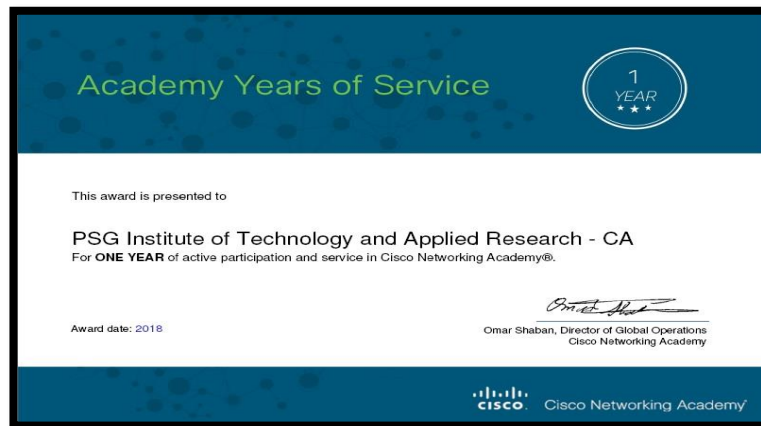 Academy Years of Service
1
YEAR
This award is presented to
PSG Institute of Technology and Applied Research - CA
For ONE YEAR of active participation and service in Cisco Networking Academy®.
Award date: 2018
Omar Shaban, Director of Global Operations
Cisco Networking Academy
CISCO. Cisco Networking Academy®